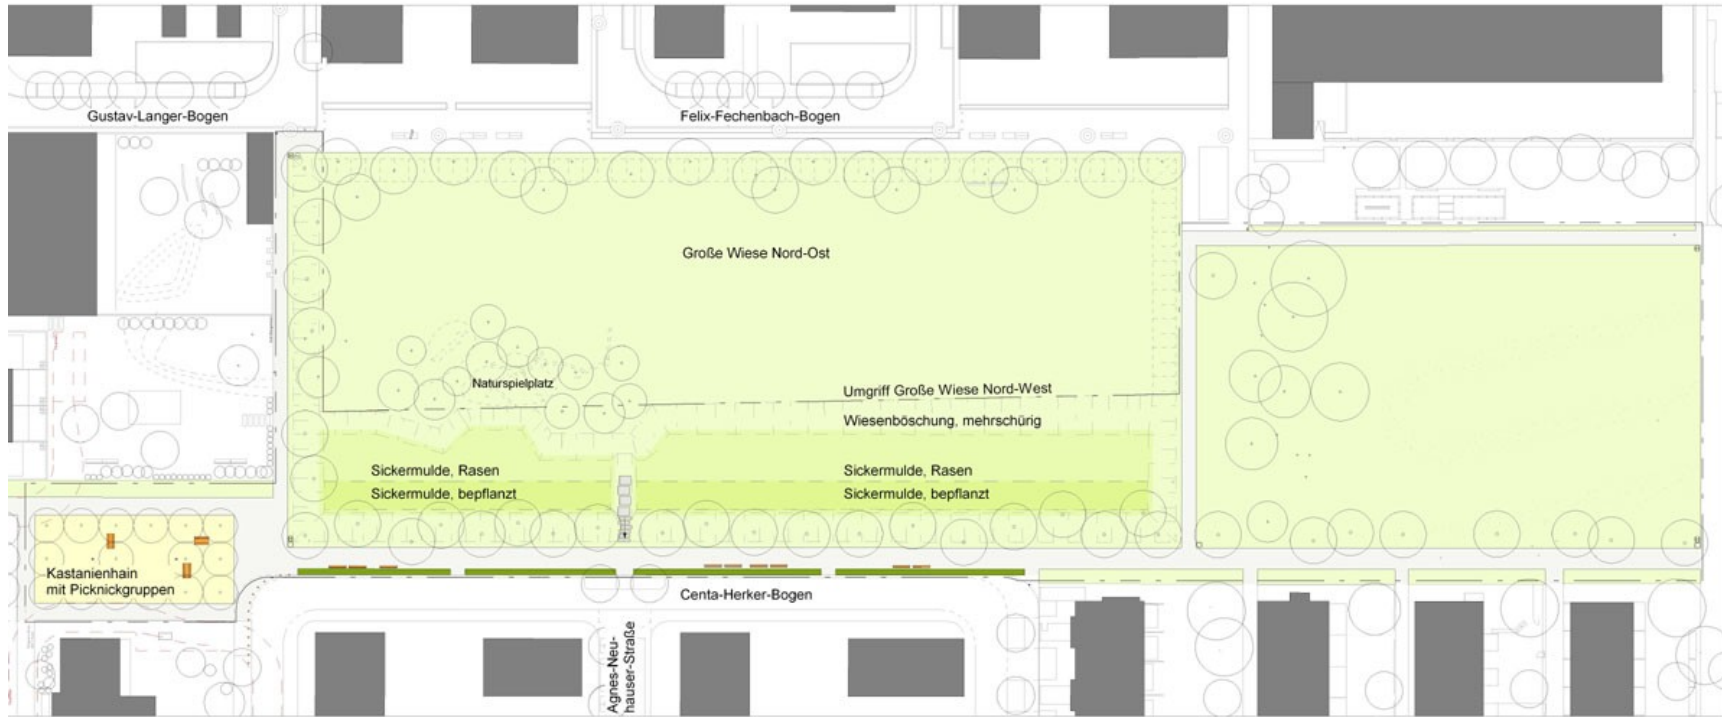 Gustav-Langer-Bogen
Felix-Fechenbach-Bogen
Große Wiese Nord-Ost
Naturspielplatz
Umgriff Große Wiese Nord-West
Wiesenböschung, mehrschürig
Sickermulde, Rasen
Sickermulde, Rasen
Sickermulde, bepflanzt
Sickermulde, bepflanzt
Kastanienhain
mit Picknickgruppen
Centa-Herker-Bogen
Agnes-Neu-
hauser-Straße